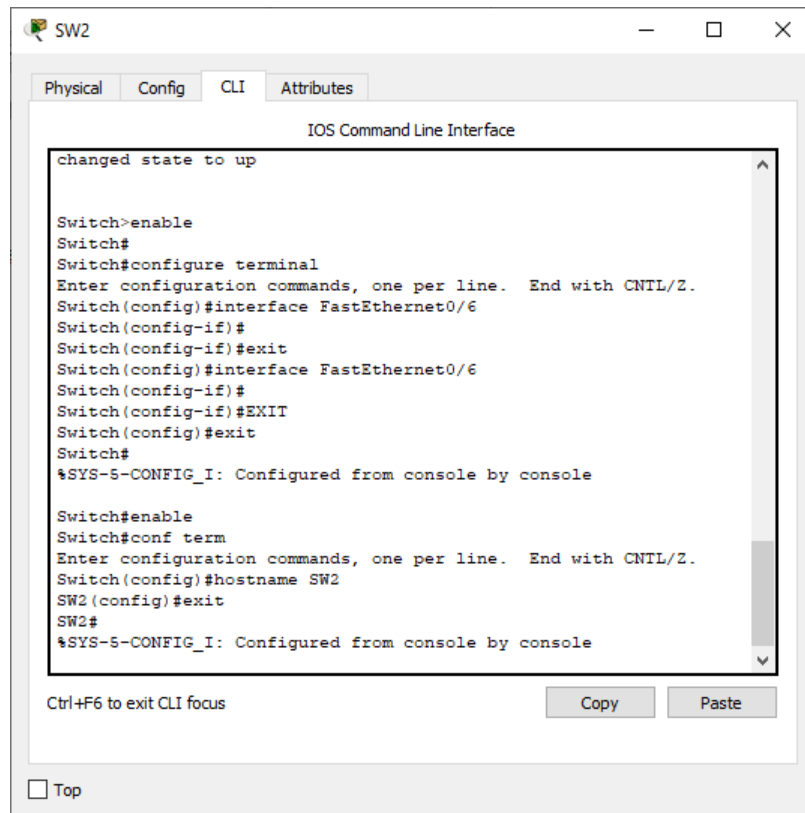 SW2
Physical Config CLI Attributes
IOS Command Line Interface
changed state to up
Switch>enable
Switch#
Switch#configure terminal
Enter configuration commands, one per line.  End with CNTL/Z.
Switch(config)#interface FastEthernet0/6
Switch(config-if)#
Switch(config-if)#exit
Switch(config)#interface FastEthernet0/6
Switch(config-if)#
Switch(config-if)#EXIT
Switch(config)#exit
Switch#
%SYS-5-CONFIG_I: Configured from console by console
Switch#enable
Switch#conf term
Enter configuration commands, one per line.  End with CNTL/Z.
Switch(config)#hostname SW2
SW2(config)#exit
SW2#
%SYS-5-CONFIG_I: Configured from console by console
Ctrl+F6 to exit CLI focus
Copy Paste
Top